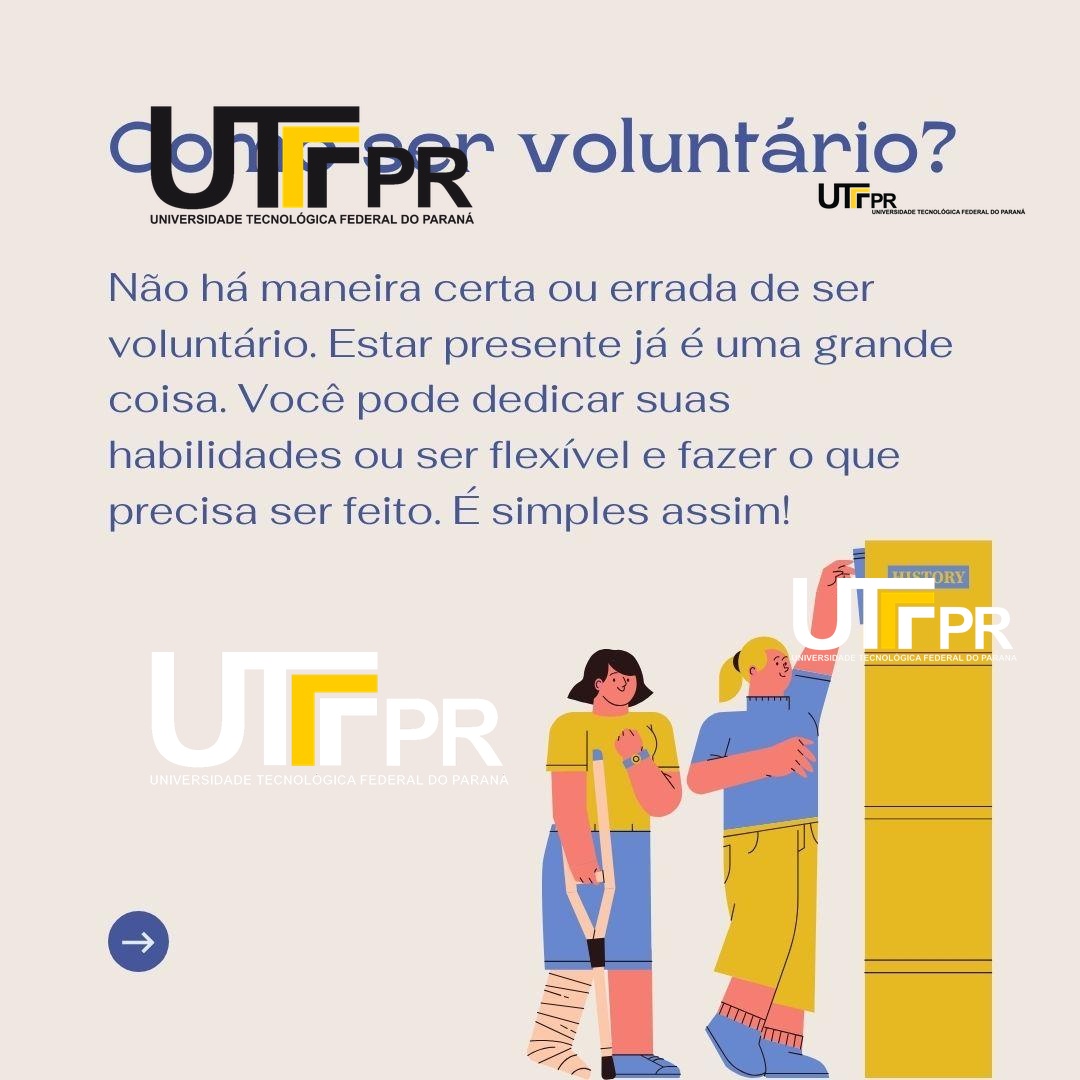 Como ser voluntário?
UTFPR
UNIVERSIDADE TECNOLÓGICA FEDERAL DO PARANÁ
UTFPR
UNIVERSIDADE TECNOLÓGICA FEDERAL DO PARANÁ
Não há maneira certa ou errada de ser
voluntário. Estar presente já é uma grande
coisa. Você pode dedicar suas
habilidades ou ser flexível e fazer o que
precisa ser feito. É simples assim!
HISTORY
UTFPR
UNIVERSIDADE TECNOLÓGICA FEDERAL DO PARANÁ
UTFPR
UNIVERSIDADE TECNOLÓGICA FEDERAL DO PARANÁ